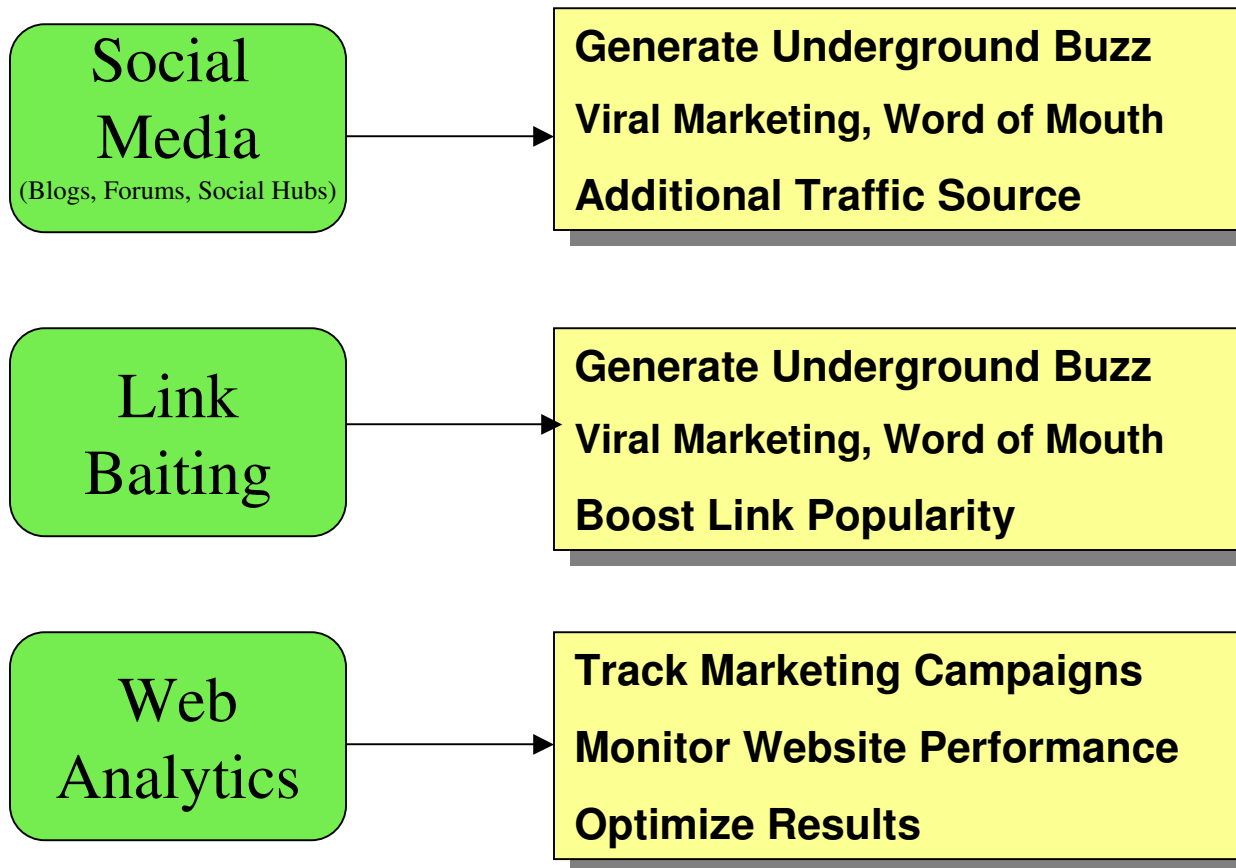 Social
Media
(Blogs, Forums, Social Hubs)
Generate Underground Buzz
Viral Marketing, Word of Mouth
Additional Traffic Source
Link
Baiting
Generate Underground Buzz
Viral Marketing, Word of Mouth
Boost Link Popularity
Web
Analytics
Track Marketing Campaigns
Monitor Website Performance
Optimize Results